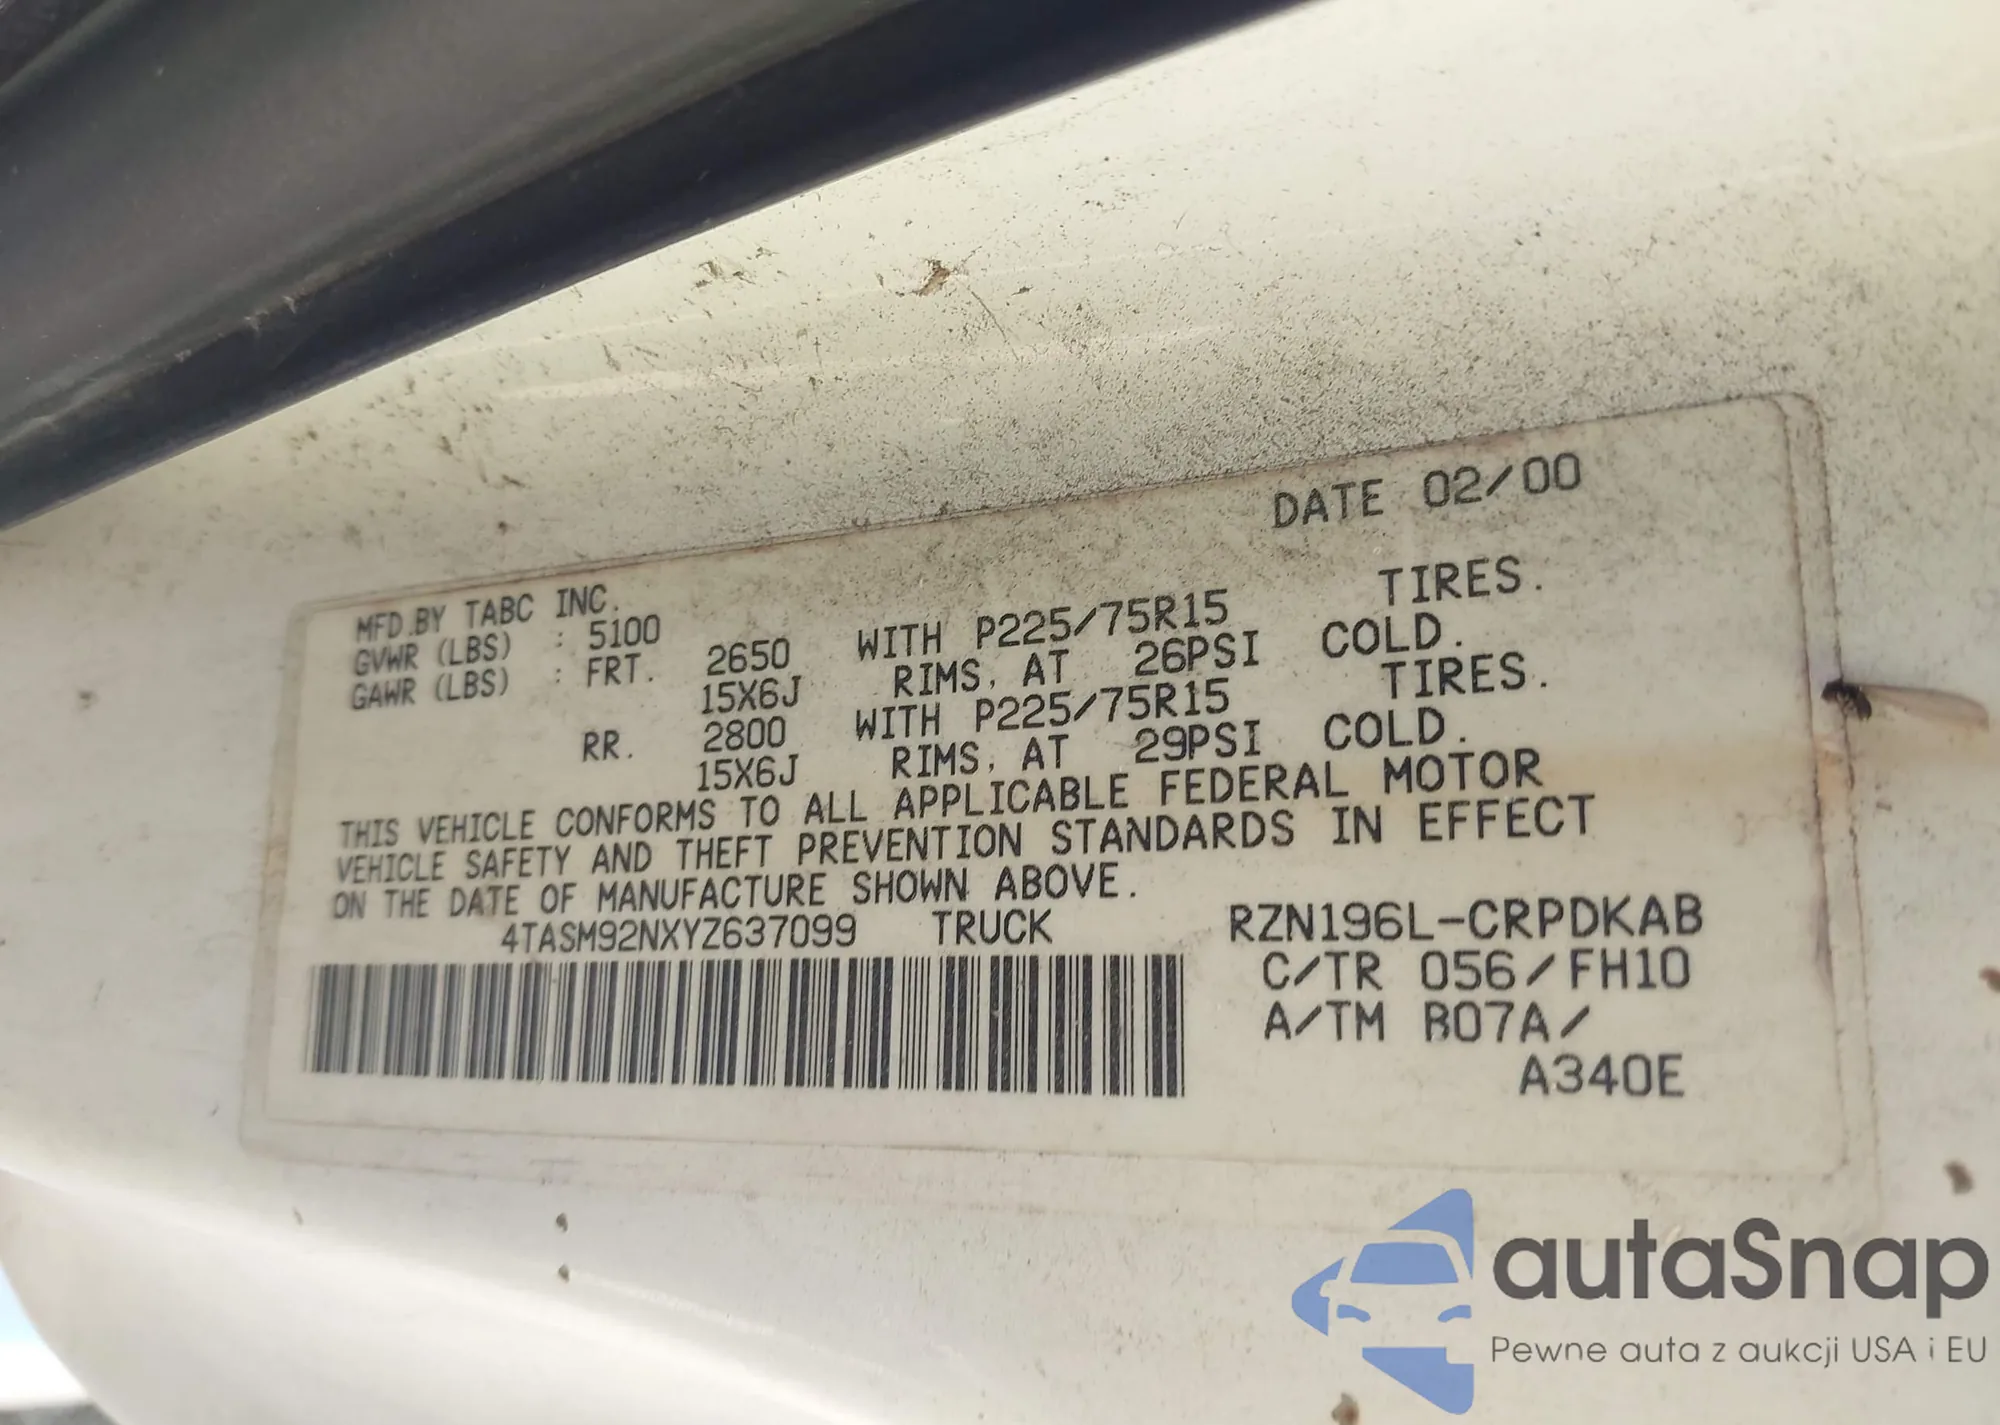 DATE 02/00
MFD.BY TABC INC.
GVWR (LBS) : 5100
GAWR (LBS) : FRT. 2650 WITH P225/75R15 TIRES.
15X6J RIMS, AT 26PSI COLD.
RR. 2800 WITH P225/75R15 TIRES.
15X6J RIMS, AT 29PSI COLD.
THIS VEHICLE CONFORMS TO ALL APPLICABLE FEDERAL MOTOR
VEHICLE SAFETY AND THEFT PREVENTION STANDARDS IN EFFECT
ON THE DATE OF MANUFACTURE SHOWN ABOVE.
4TASM92NXYZ637099 TRUCK RZN196L-CRPDKAB
C/TR 056/FH10
A/TM B07A/
A340E
autaSnap
Pewne auta z aukcji USA i EU